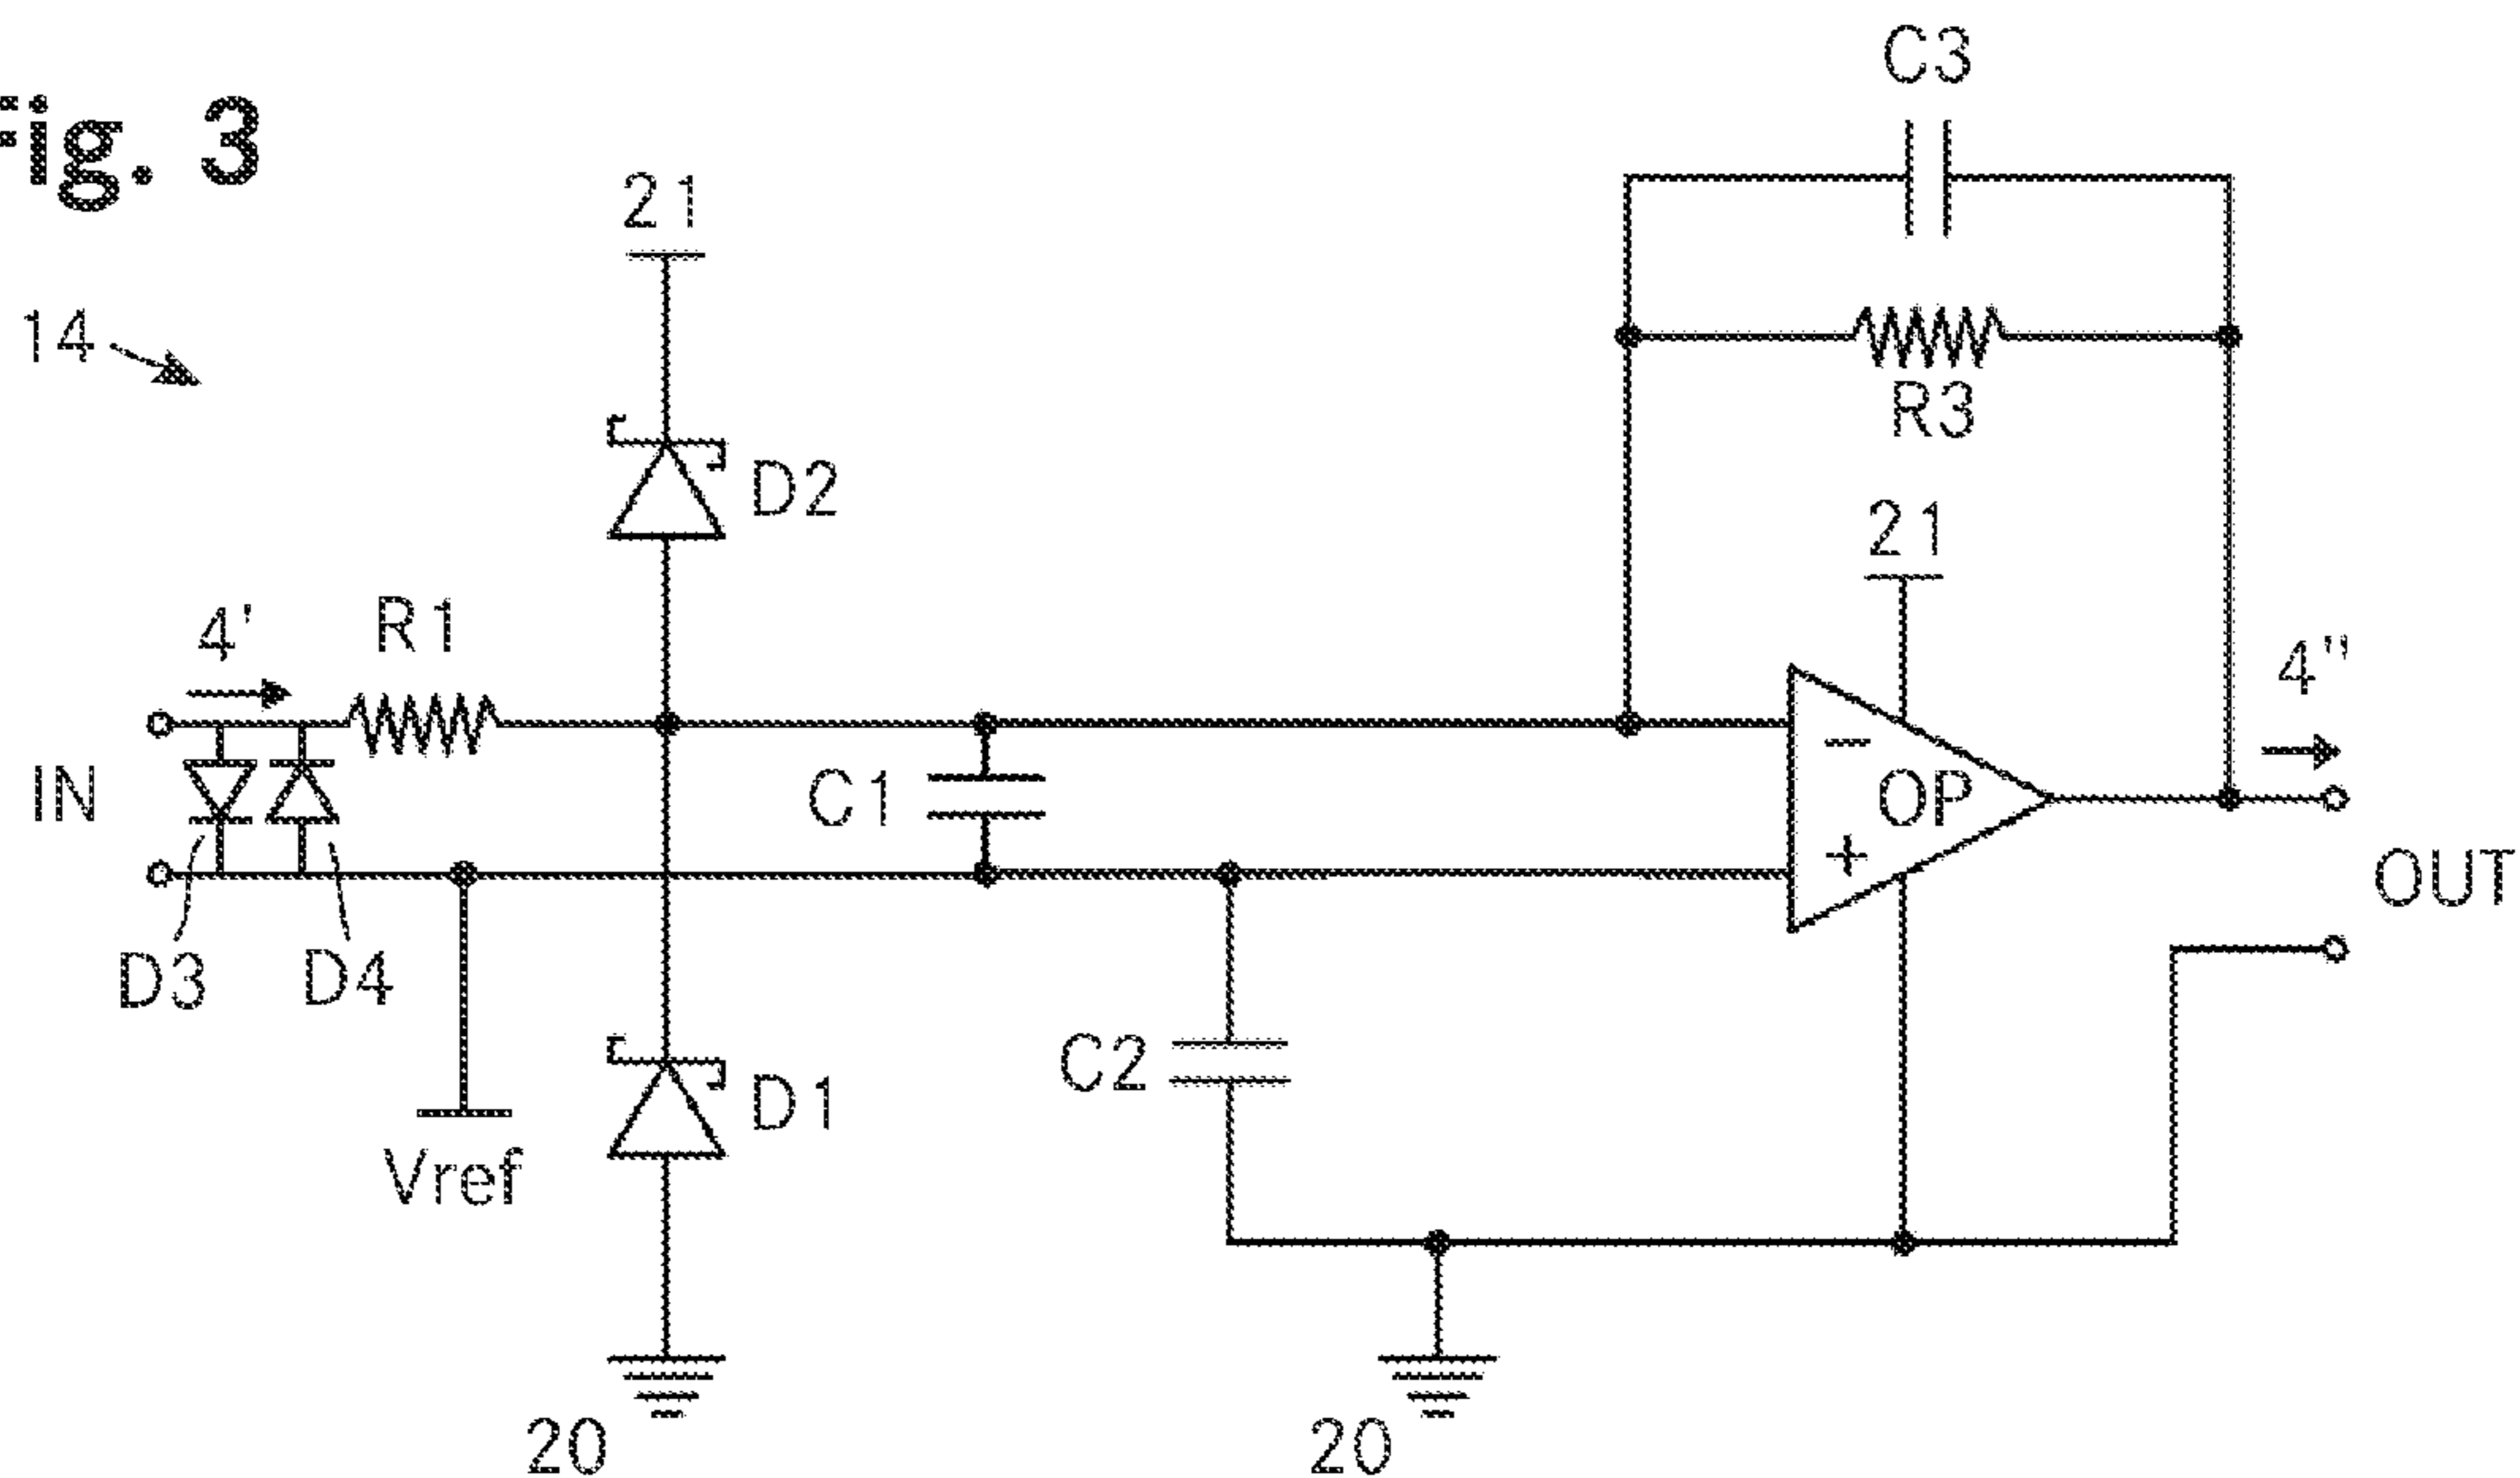 Fig. 3
C3
21
14
R3
D2
21
4'
R1
4"
IN
C1
−
OP
+
OUT
D3
D4
C2
D1
Vref
20
20